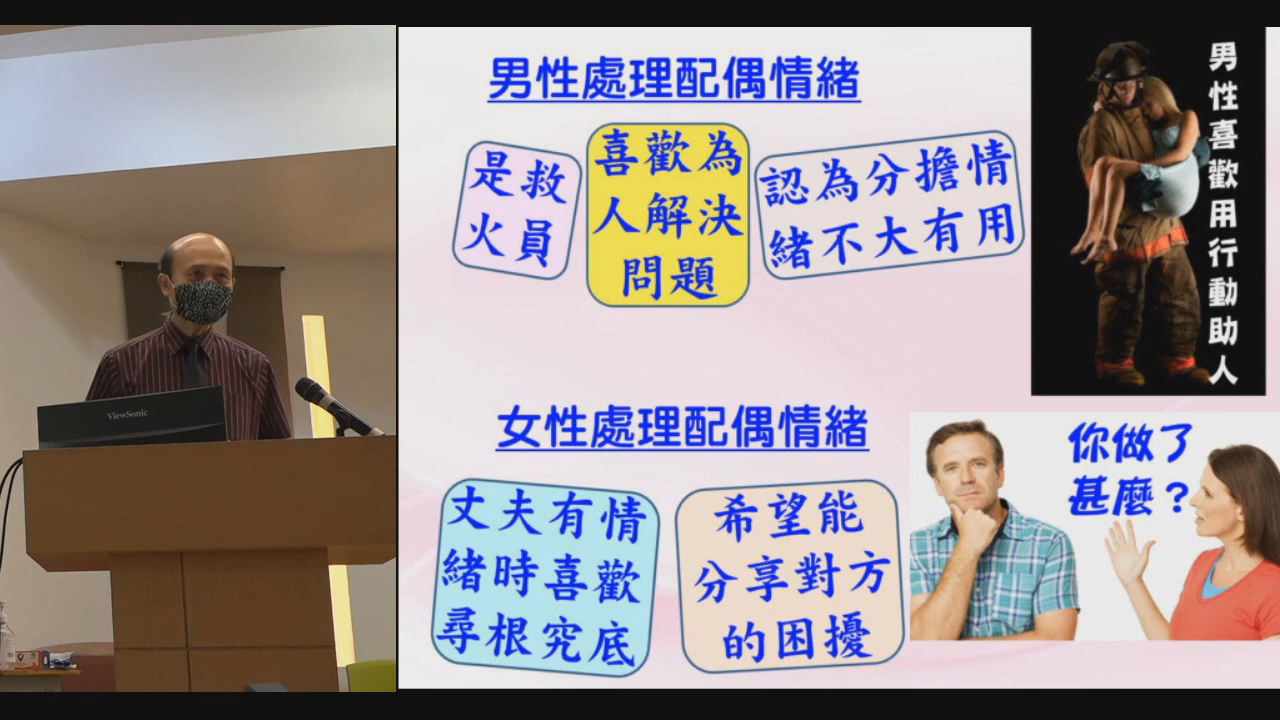 男性處理配偶情緒
是救
火員
喜歡為
人解決
問題
認為分擔情
緒不大有用
男性喜歡用行動助人
女性處理配偶情緒
丈夫有情
緒時喜歡
尋根究底
希望能
分享對方
的困擾
你做了
甚麼？
ViewSonic